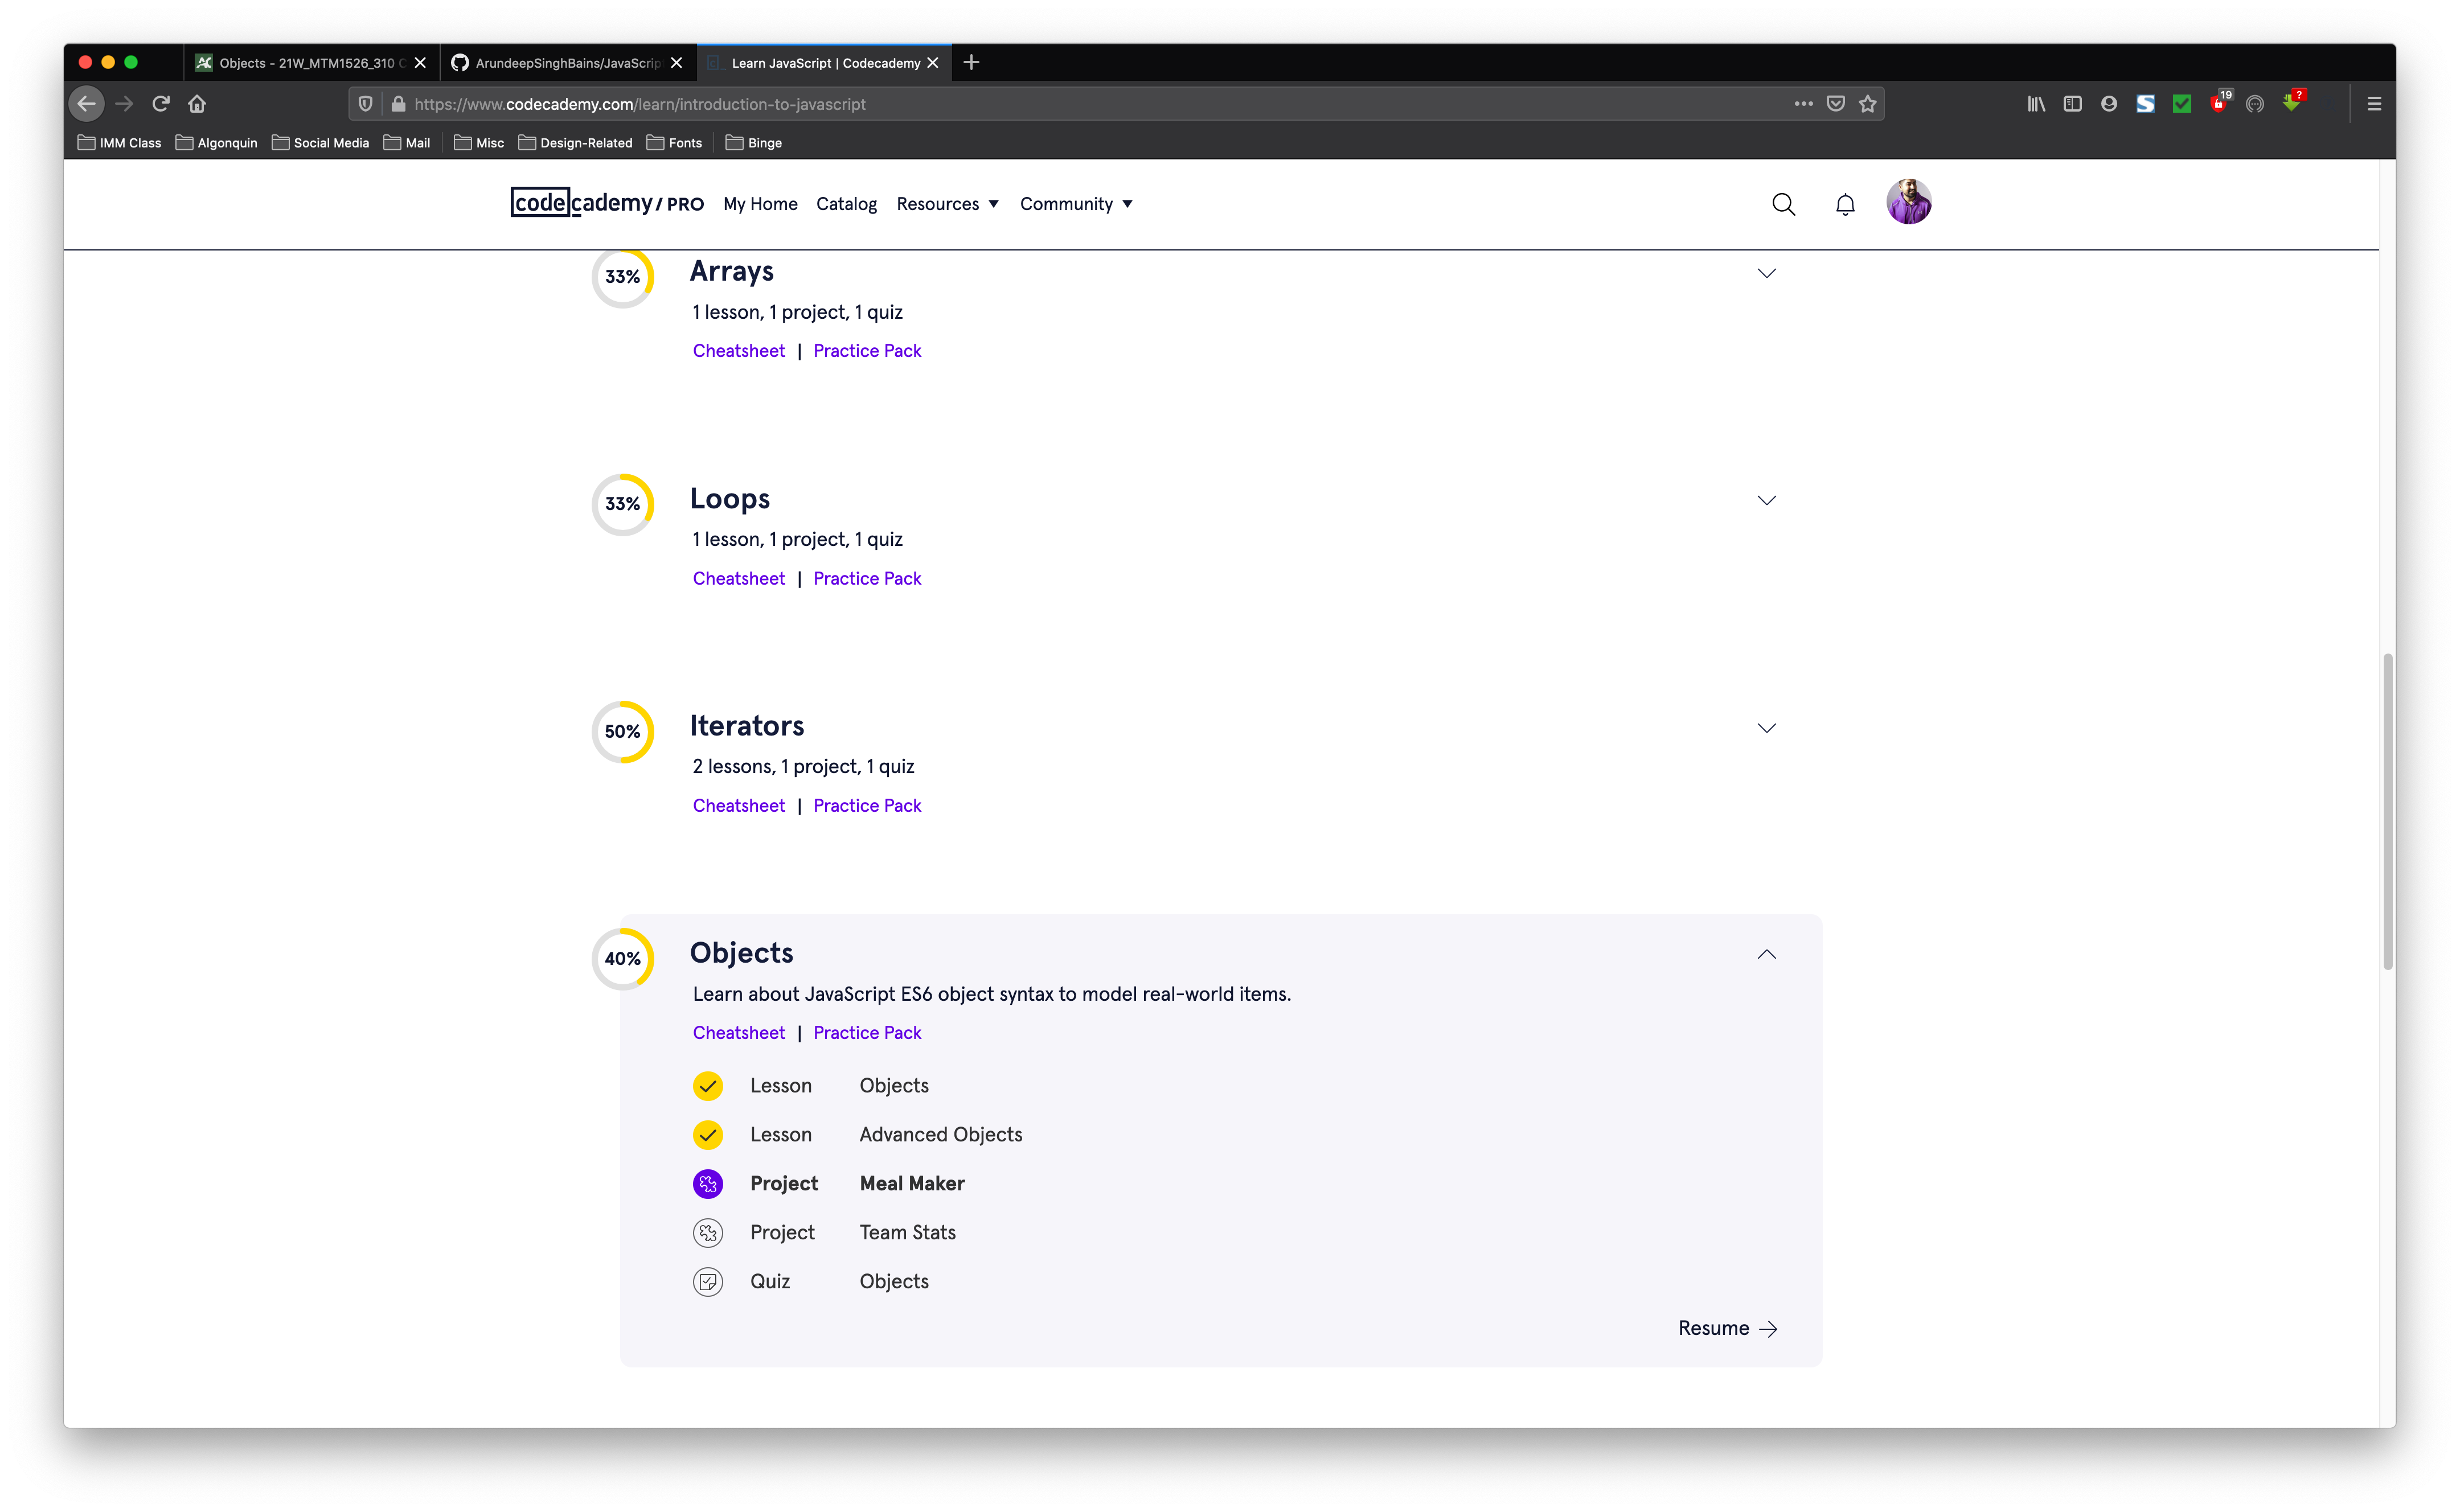 Objects - 21W_MTM1526_310 C
ArundeepSinghBains/JavaScrip
Learn JavaScript | Codecademy
https://www.codecademy.com/learn/introduction-to-javascript
19
?
IMM Class
Algonquin
Social Media
Mail
Misc
Design-Related
Fonts
Binge
codecademy / PRO
My Home
Catalog
Resources
Community
33%
Arrays
1 lesson, 1 project, 1 quiz
Cheatsheet | Practice Pack
33%
Loops
1 lesson, 1 project, 1 quiz
Cheatsheet | Practice Pack
50%
Iterators
2 lessons, 1 project, 1 quiz
Cheatsheet | Practice Pack
40%
Objects
Learn about JavaScript ES6 object syntax to model real-world items.
Cheatsheet | Practice Pack
Lesson Objects
Lesson Advanced Objects
Project Meal Maker
Project Team Stats
Quiz Objects
Resume